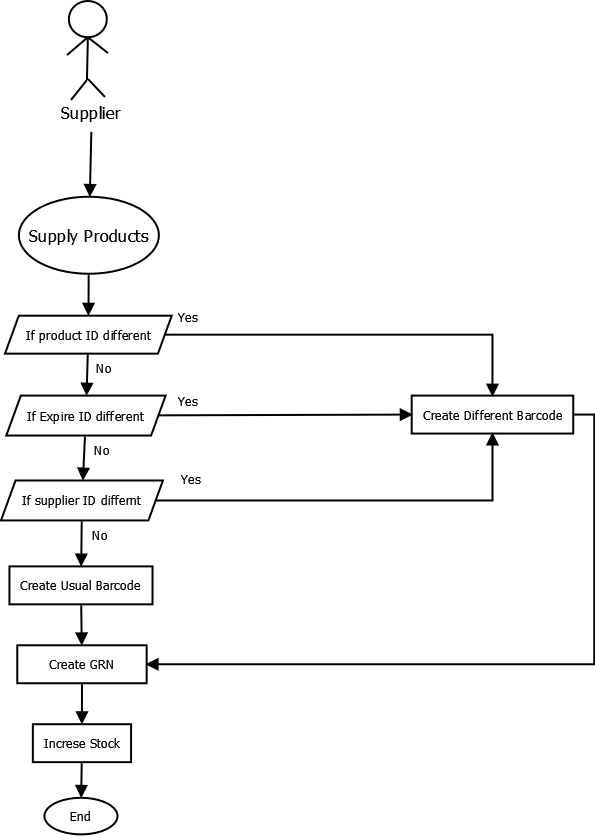 Supplier
Supply Products
Yes
If product ID different
No
Yes
If Expire ID different
Create Different Barcode
No
Yes
If supplier ID differnt
No
Create Usual Barcode
Create GRN
Increse Stock
End